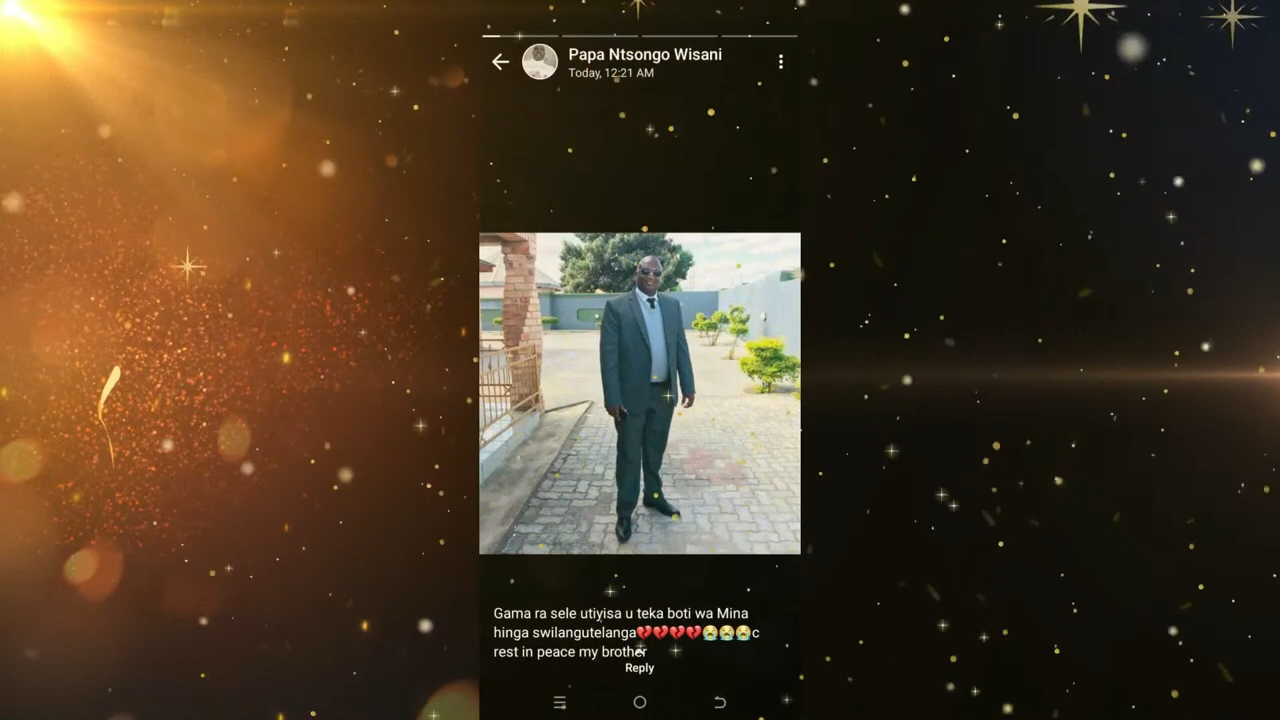 Papa Ntsongo Wisani
Today, 12:21 AM
Gama ra sele utiyisa u teka boti wa Mina
hinga swilangutelanga💔💔💔💔😭😭😭c
rest in peace my brother
Reply